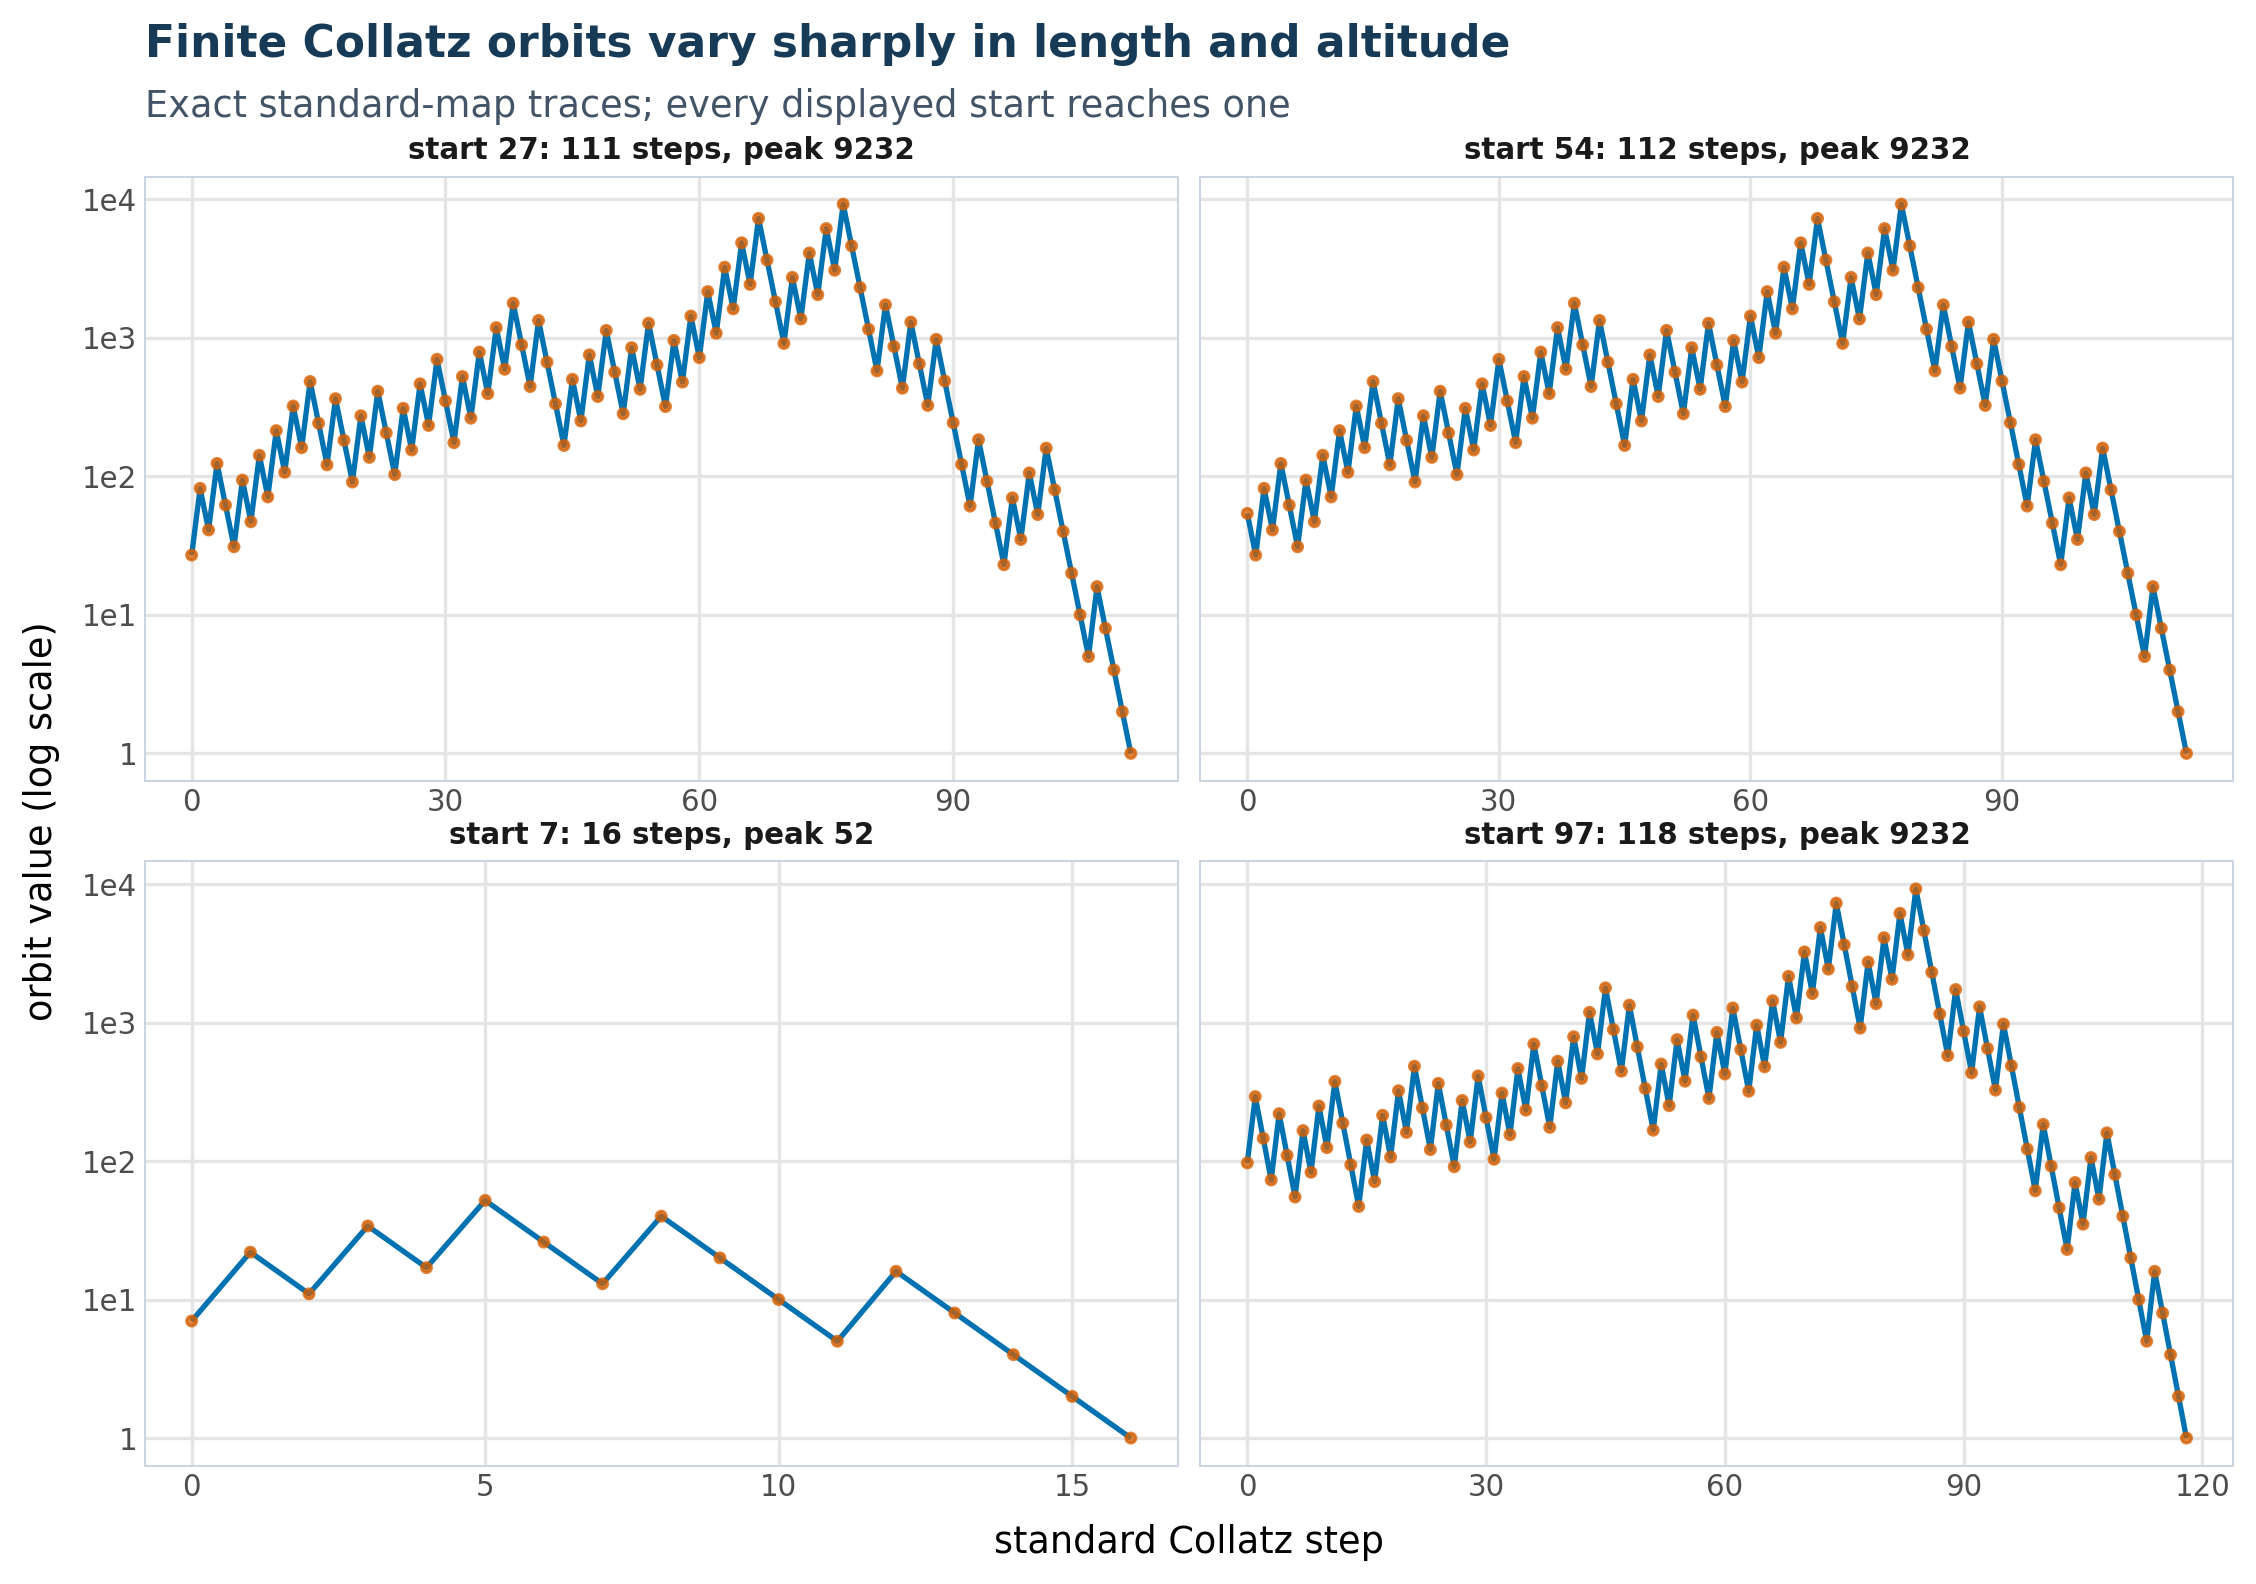 Finite Collatz orbits vary sharply in length and altitude
Exact standard-map traces; every displayed start reaches one
start 27: 111 steps, peak 9232
start 54: 112 steps, peak 9232
1e4
1e3
1e2
1e1
1
0 30 60 90
0 30 60 90
orbit value (log scale)
start 7: 16 steps, peak 52
start 97: 118 steps, peak 9232
1e4
1e3
1e2
1e1
1
0 5 10 15
0 30 60 90 120
standard Collatz step